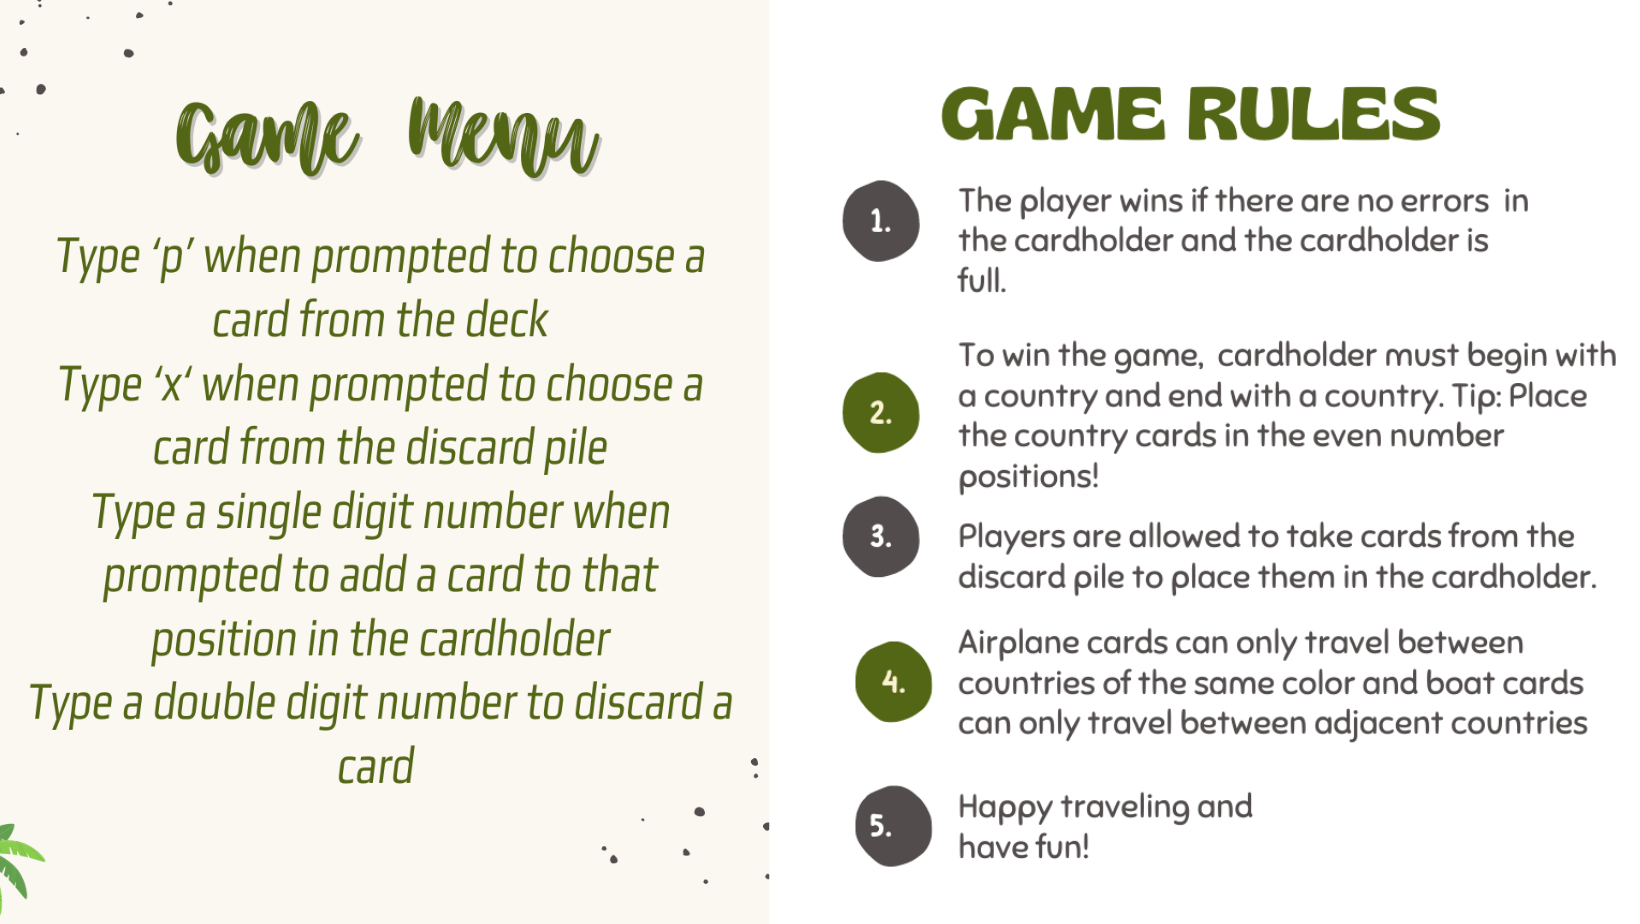 Game Menu
Type ‘p’ when prompted to choose a
card from the deck
Type ‘x‘ when prompted to choose a
card from the discard pile
Type a single digit number when
prompted to add a card to that
position in the cardholder
Type a double digit number to discard a
card
GAME RULES
1.
The player wins if there are no errors in
the cardholder and the cardholder is
full.
2.
To win the game, cardholder must begin with
a country and end with a country. Tip: Place
the country cards in the even number
positions!
3.
Players are allowed to take cards from the
discard pile to place them in the cardholder.
4.
Airplane cards can only travel between
countries of the same color and boat cards
can only travel between adjacent countries
5.
Happy traveling and
have fun!